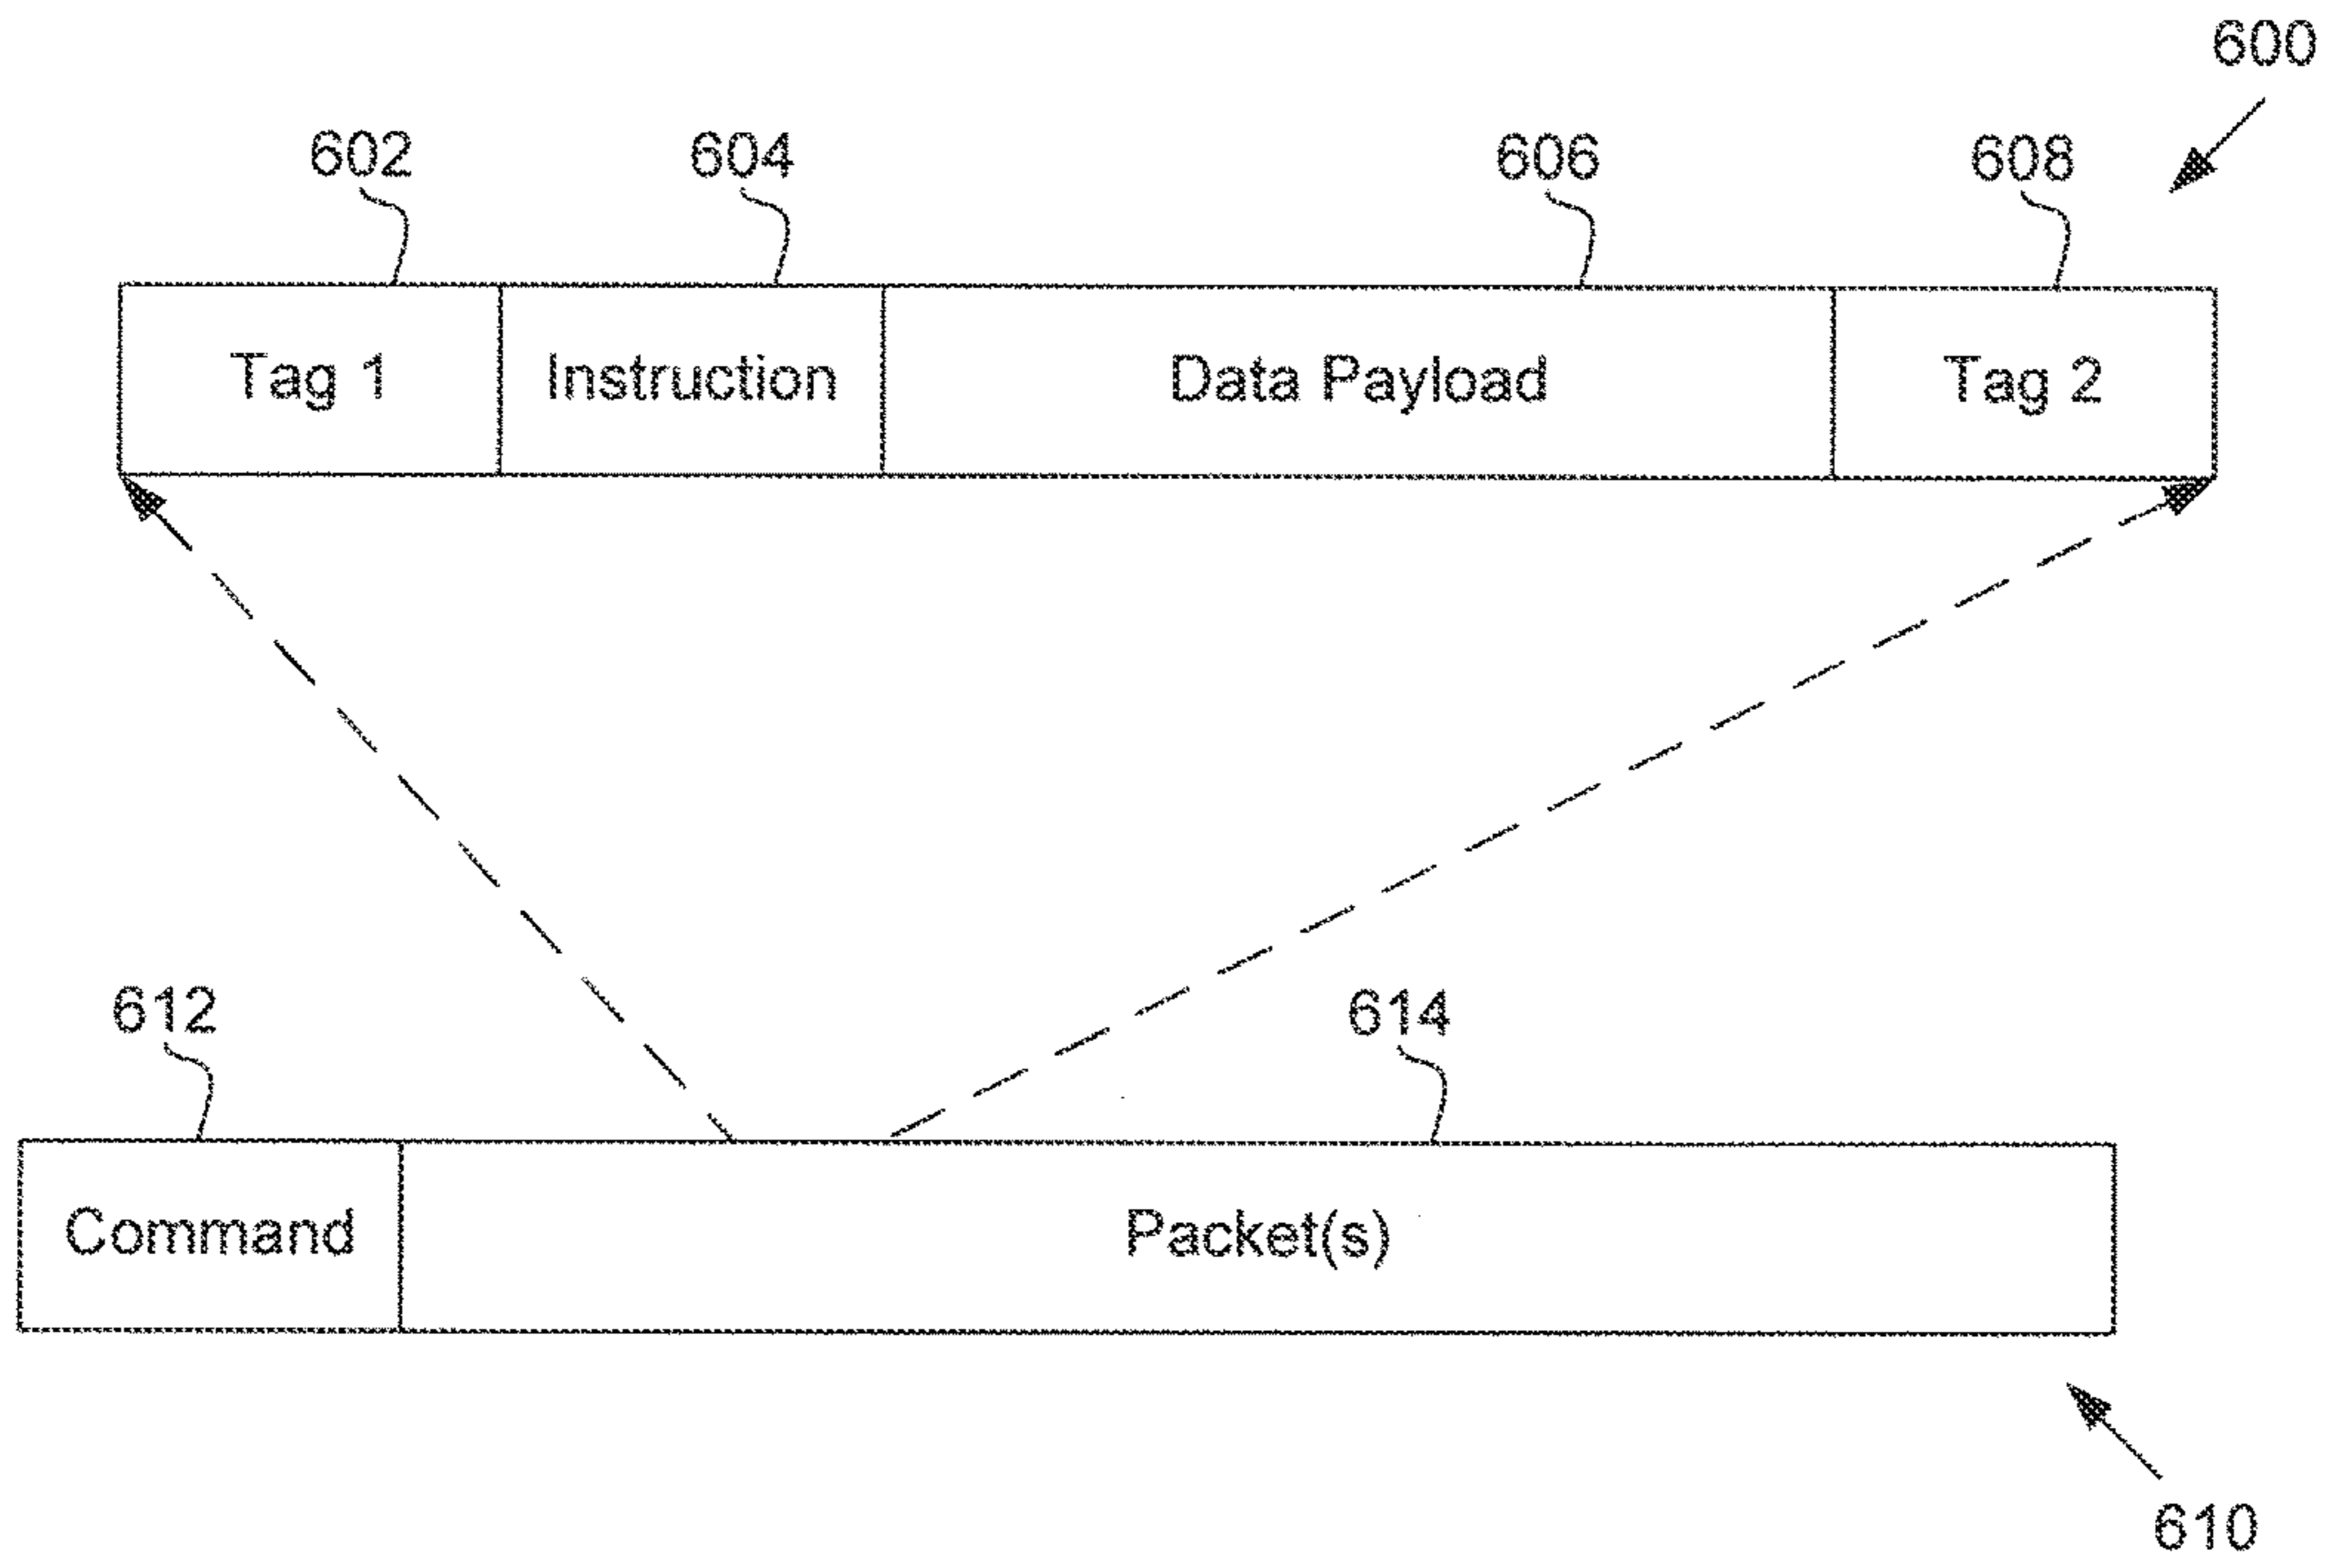 600
602 604 606 608
Tag 1 Instruction Data Payload Tag 2
612 614
Command Packet(s)
610